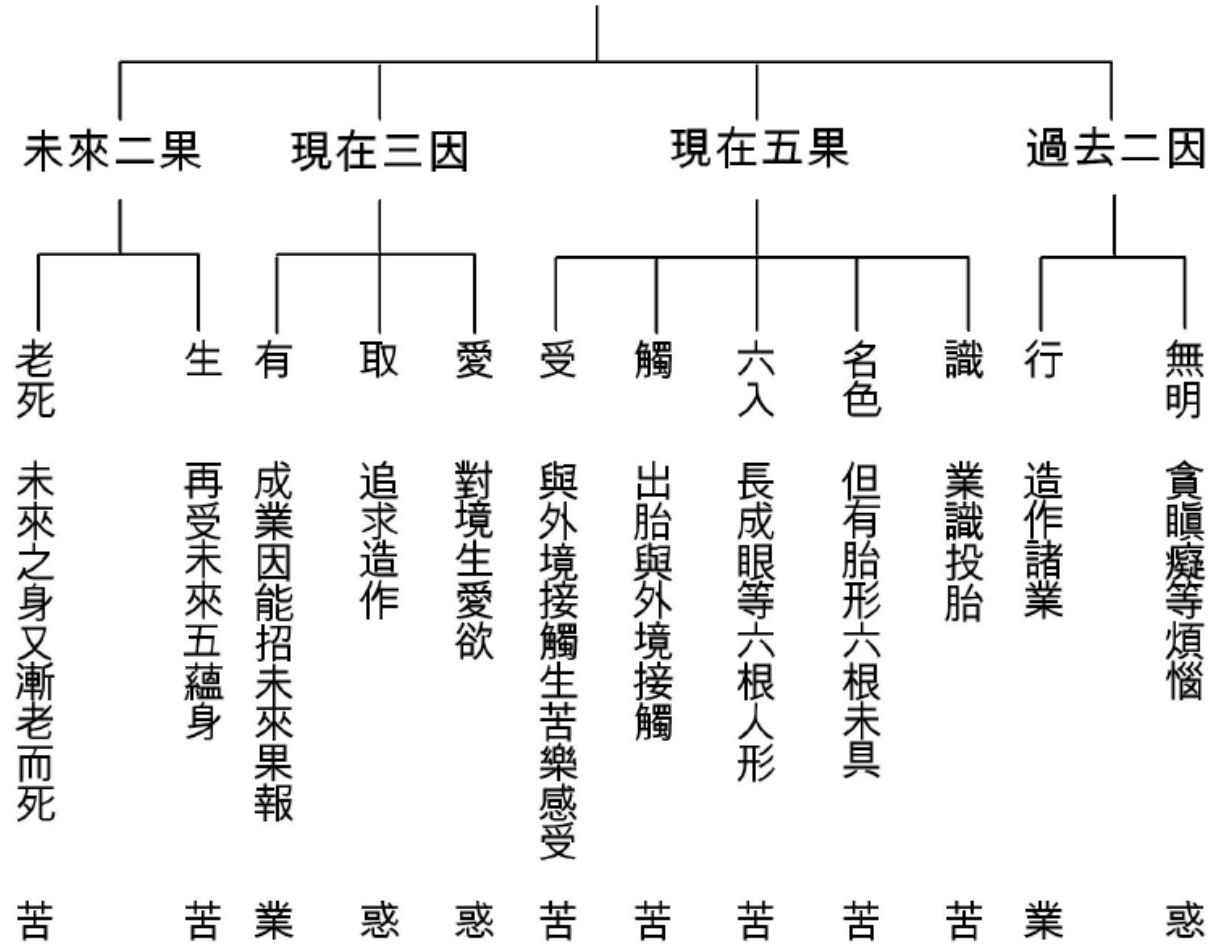 過去二因
現在五果
現在三因
未來二果
無明
貪瞋癡等煩惱
惑
行
造作諸業
業
識
業識投胎
苦
名色
但有胎形六根未具
苦
六入
長成眼等六根人形
苦
觸
出胎與外境接觸
苦
受
與外境接觸生苦樂感受
苦
愛
對境生愛欲
惑
取
追求造作
惑
有
成業因能招未來果報
業
生
再受未來五蘊身
苦
老死
未來之身又漸老而死
苦